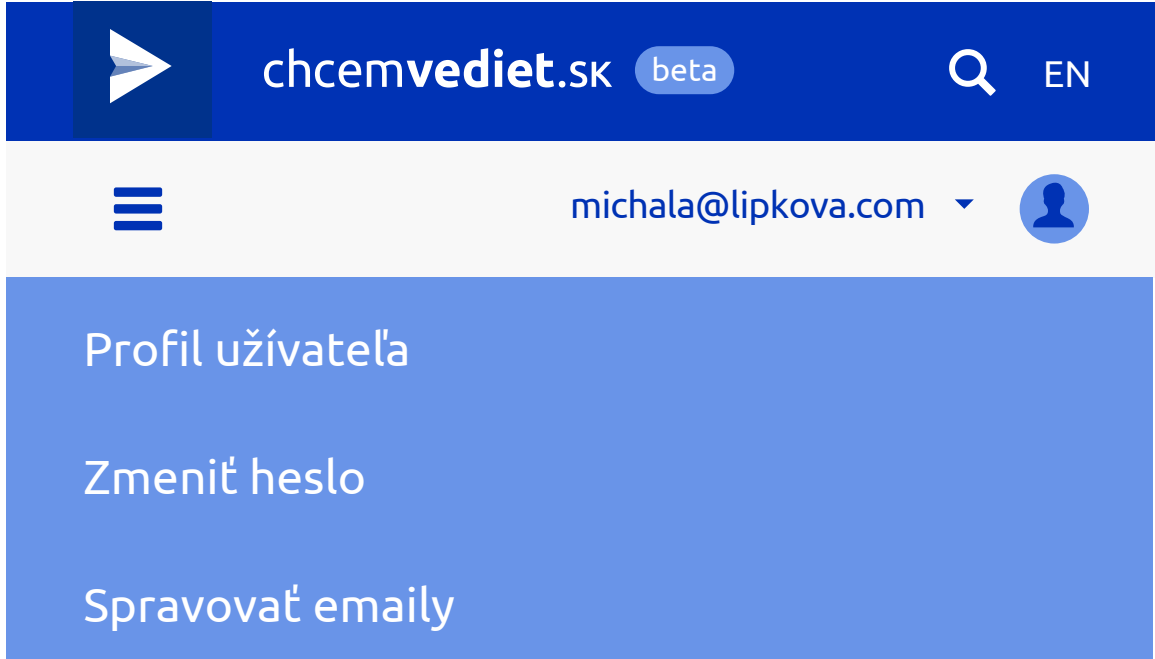 chcemvediet.sk beta EN
michala@lipkova.com
Profil užívateľa
Zmeniť heslo
Spravovať emaily